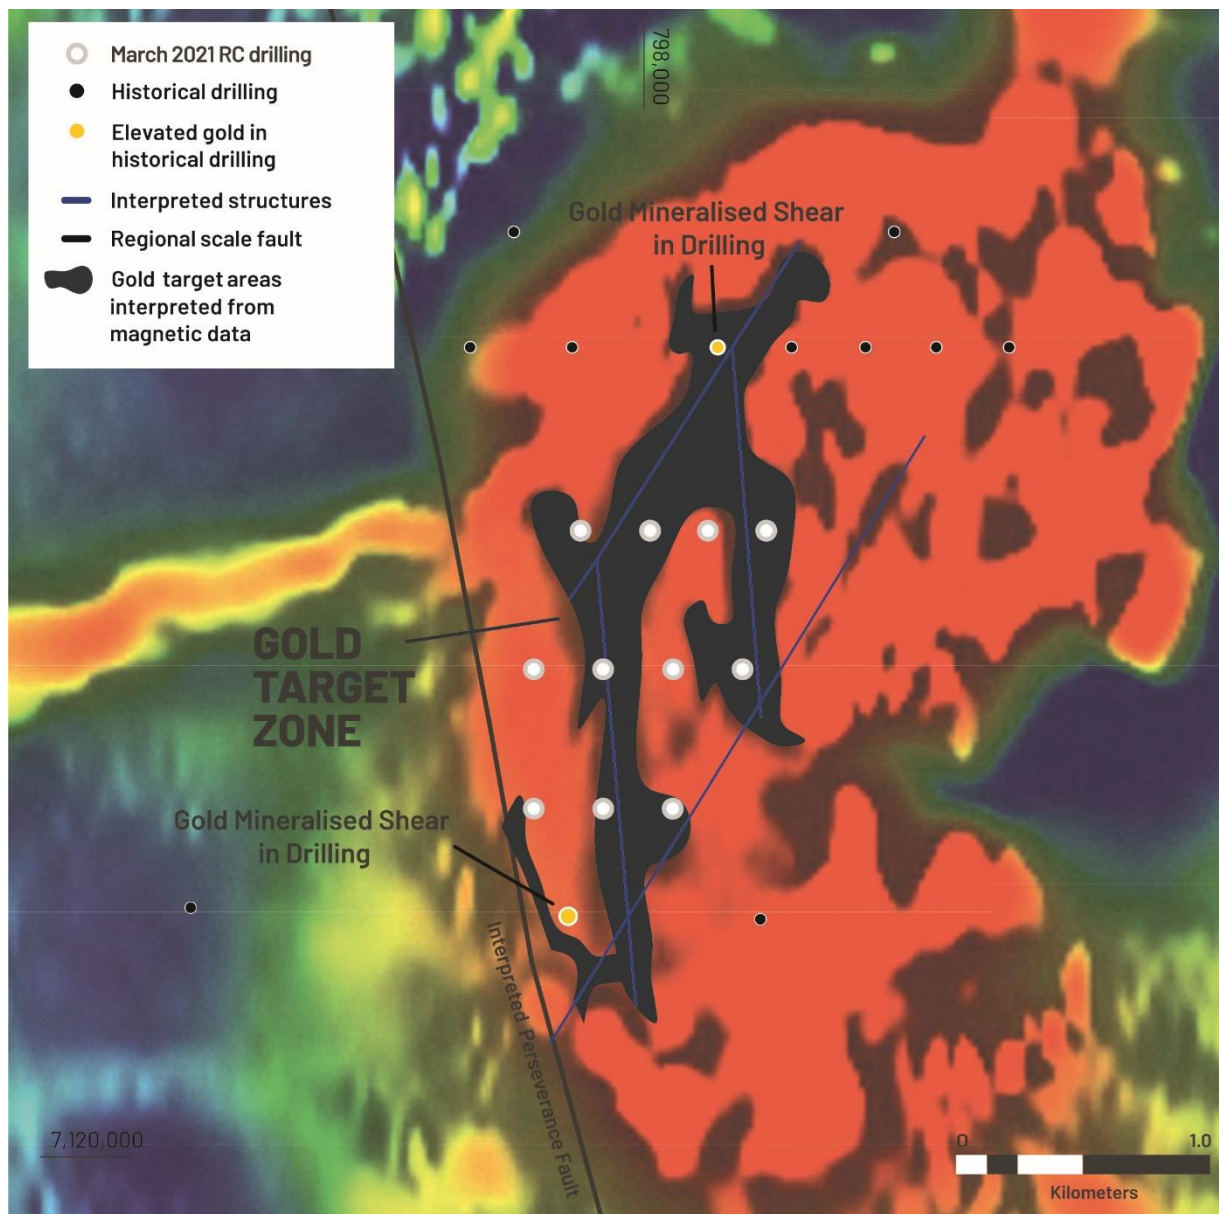 March 2021 RC drilling
Historical drilling
Elevated gold in
historical drilling
Interpreted structures
Regional scale fault
Gold target areas
interpreted from
magnetic data
798,000
Gold Mineralised Shear
in Drilling
GOLD
TARGET
ZONE
Gold Mineralised Shear
in Drilling
Interpreted Perseverance Fault
7,120,000
0 1.0
Kilometers